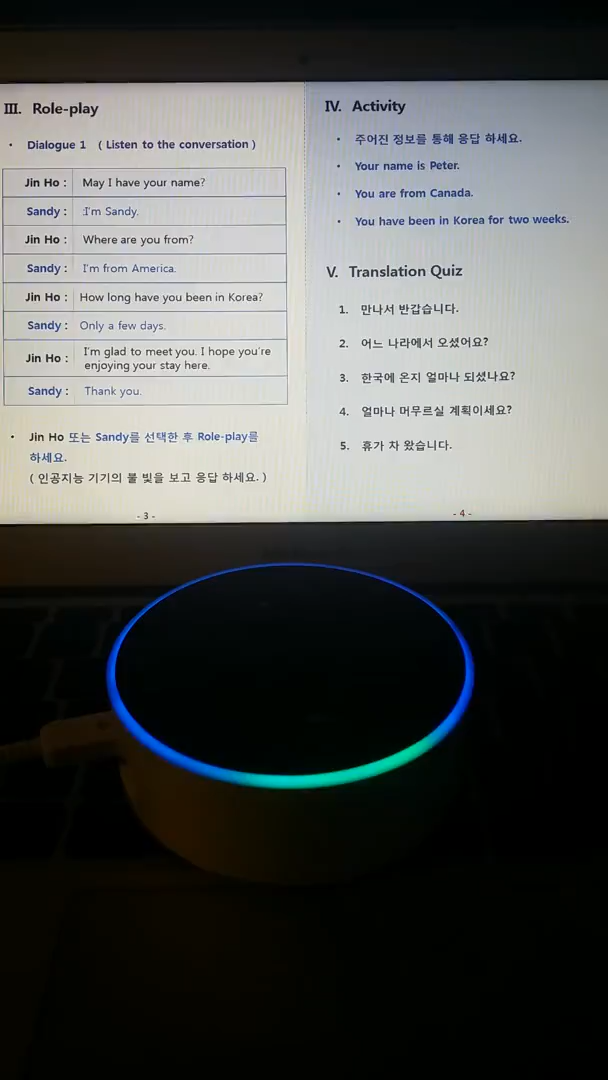 III. Role-play
• Dialogue 1 ( Listen to the conversation )
Jin Ho : May I have your name?
Sandy : I'm Sandy.
Jin Ho : Where are you from?
Sandy : I'm from America.
Jin Ho : How long have you been in Korea?
Sandy : Only a few days.
Jin Ho : I'm glad to meet you. I hope you're
enjoying your stay here.
Sandy : Thank you.
• Jin Ho 또는 Sandy를 선택한 후 Role-play를
하세요.
( 인공지능 기기의 불 빛을 보고 응답 하세요. )
- 3 -
IV. Activity
• 주어진 정보를 통해 응답 하세요.
• Your name is Peter.
• You are from Canada.
• You have been in Korea for two weeks.
V. Translation Quiz
1. 만나서 반갑습니다.
2. 어느 나라에서 오셨어요?
3. 한국에 온지 얼마나 되셨나요?
4. 얼마나 머무르실 계획이세요?
5. 휴가 차 왔습니다.
- 4 -